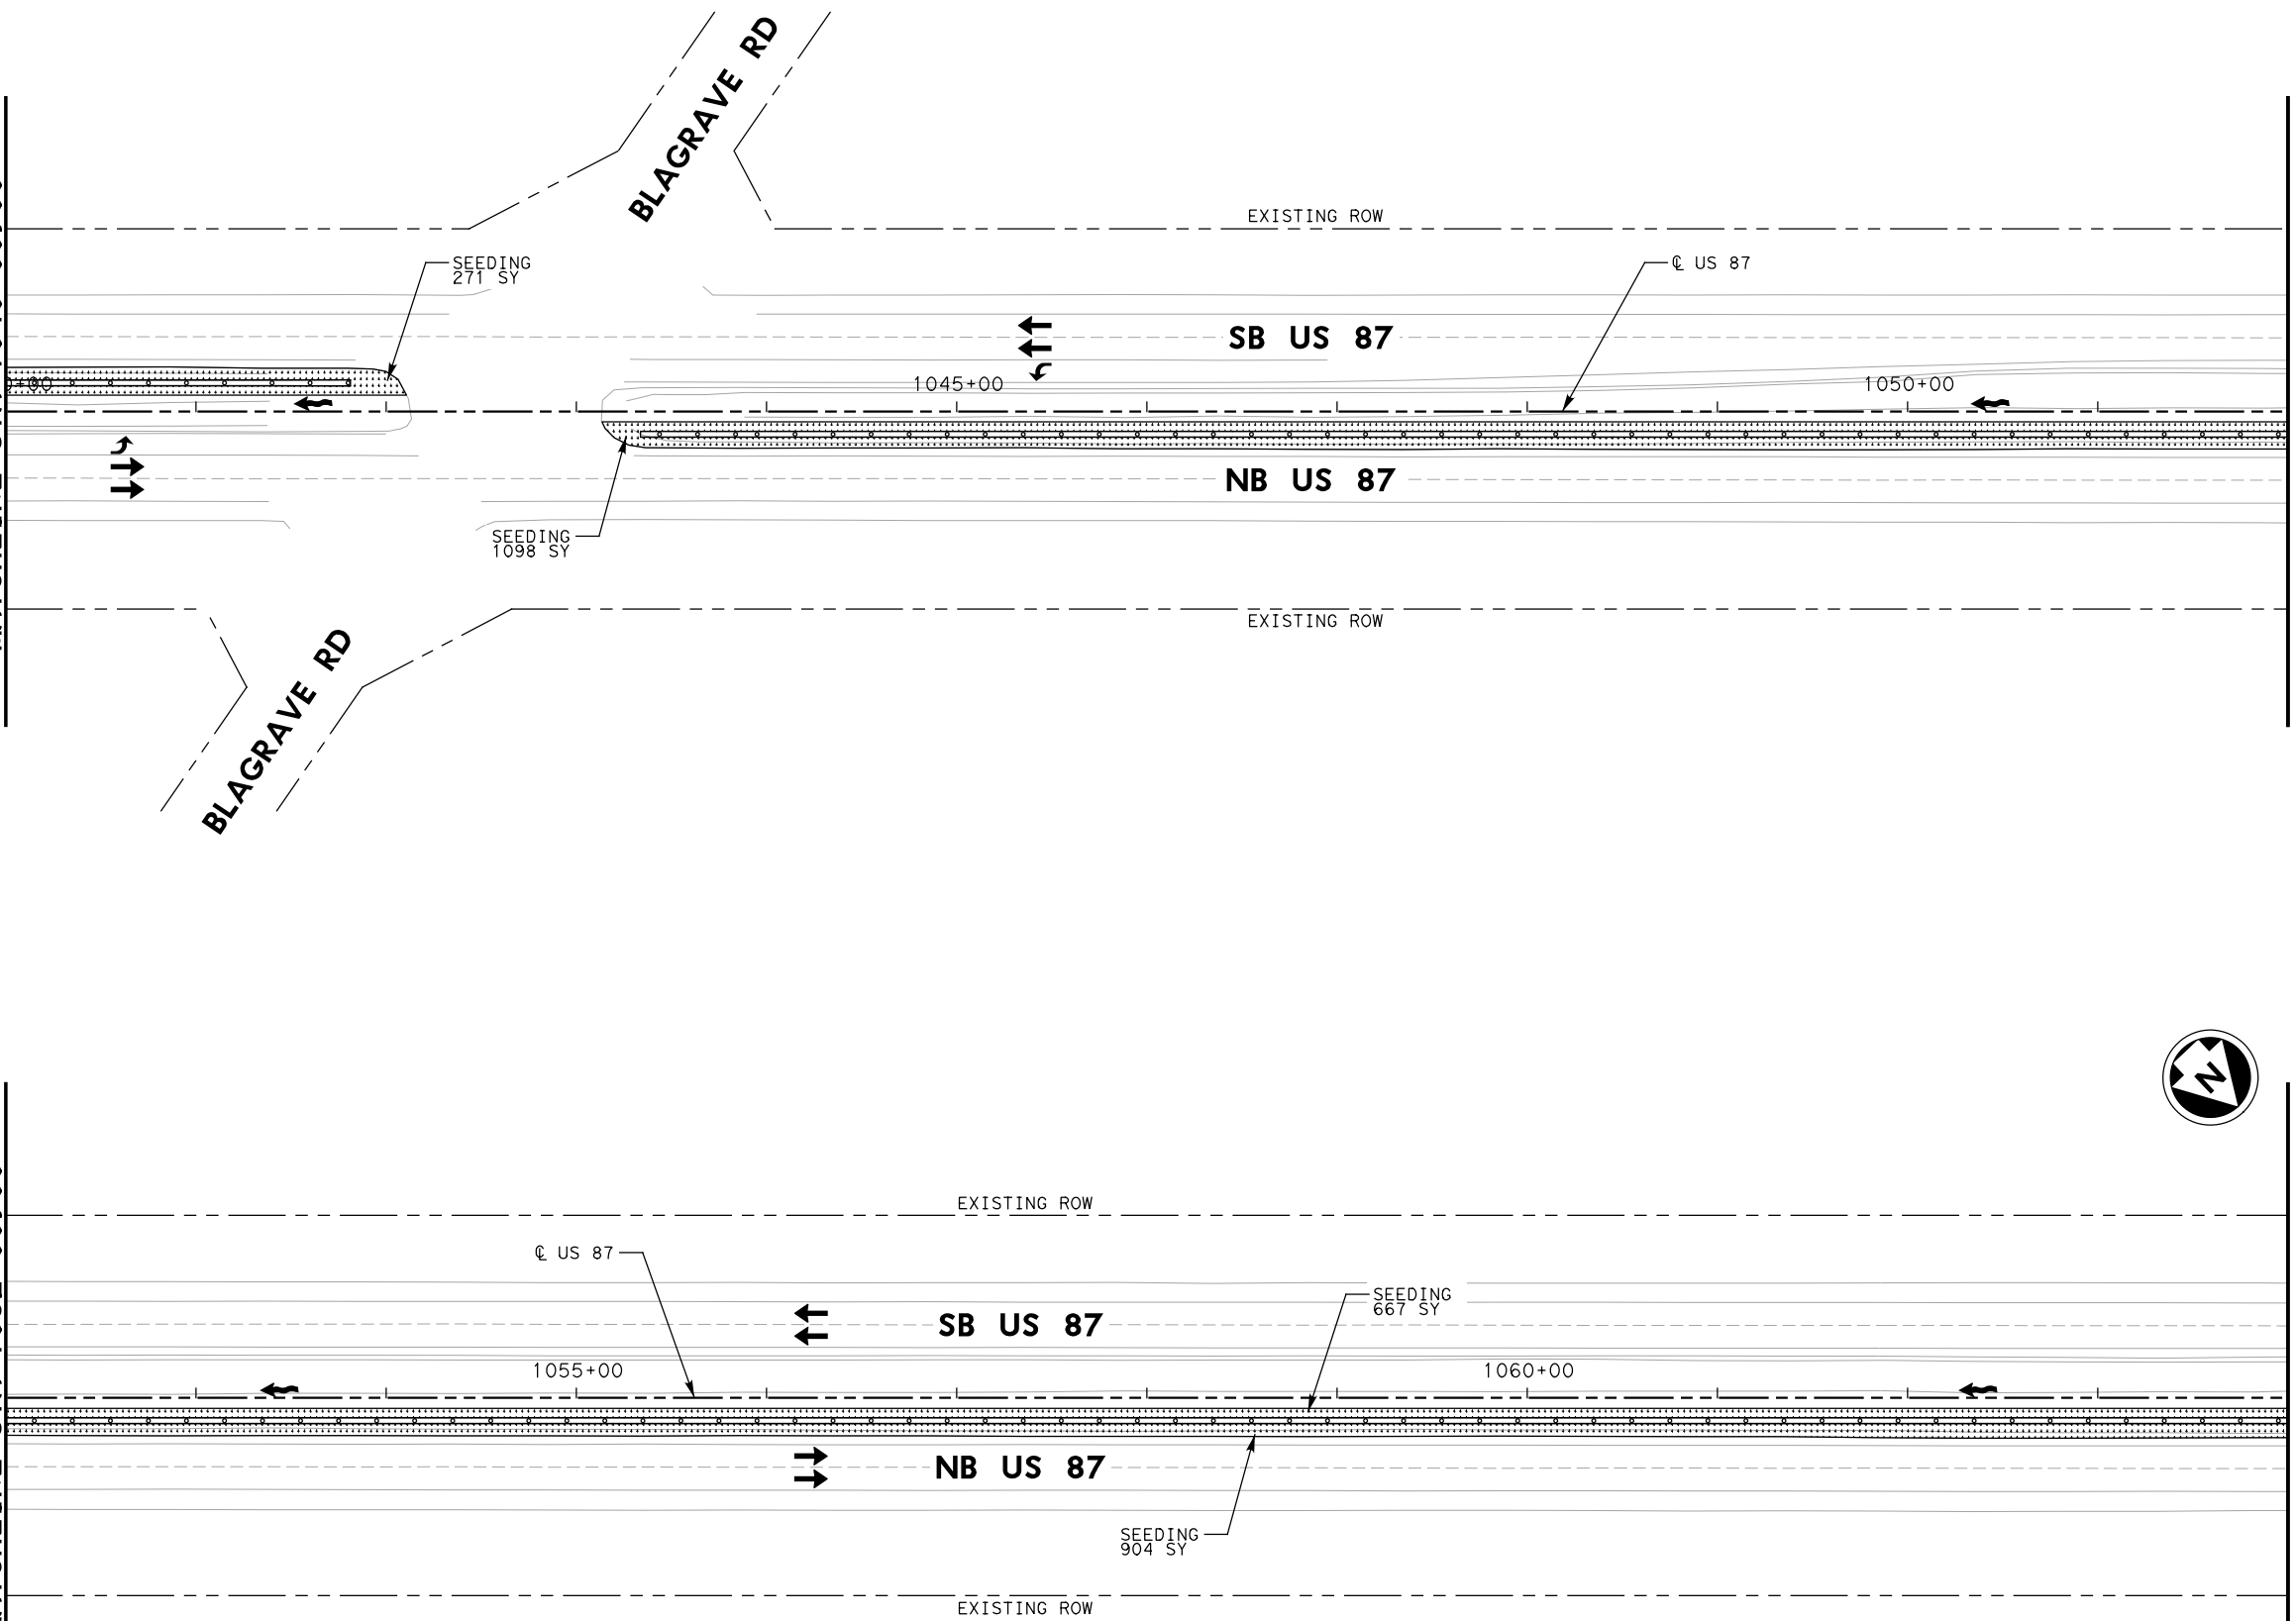 BLAGRAVE RD
EXISTING ROW
SEEDING
271 SY
℄ US 87
SB US 87
1045+00
1050+00
NB US 87
SEEDING
1098 SY
EXISTING ROW
BLAGRAVE RD
N
EXISTING ROW
℄ US 87
SEEDING
667 SY
SB US 87
1055+00
1060+00
NB US 87
SEEDING
904 SY
EXISTING ROW